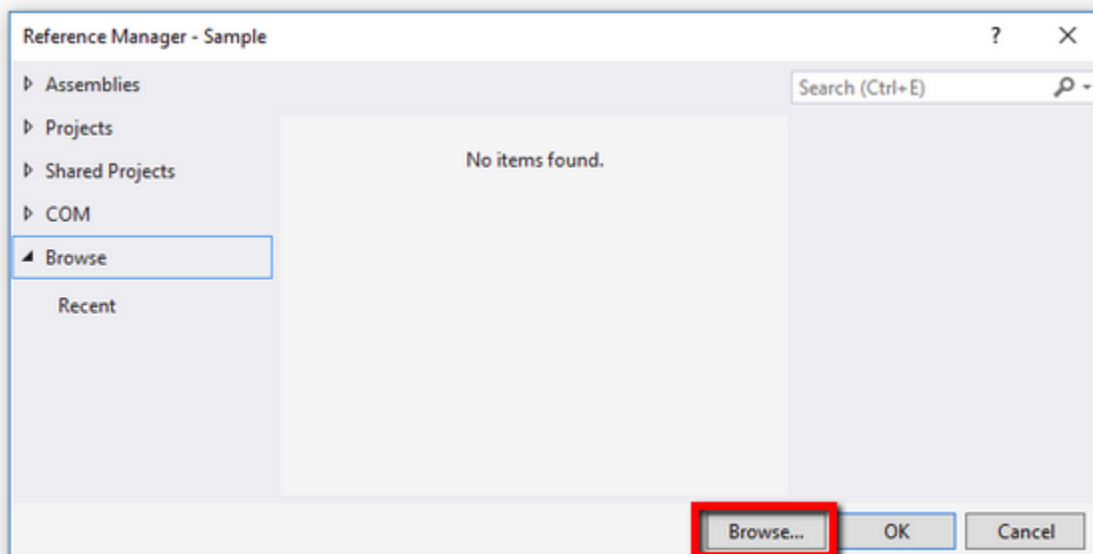 Reference Manager - Sample
?
Assemblies
Search (Ctrl+E)
Projects
No items found.
Shared Projects
COM
Browse
Recent
Browse...
OK
Cancel